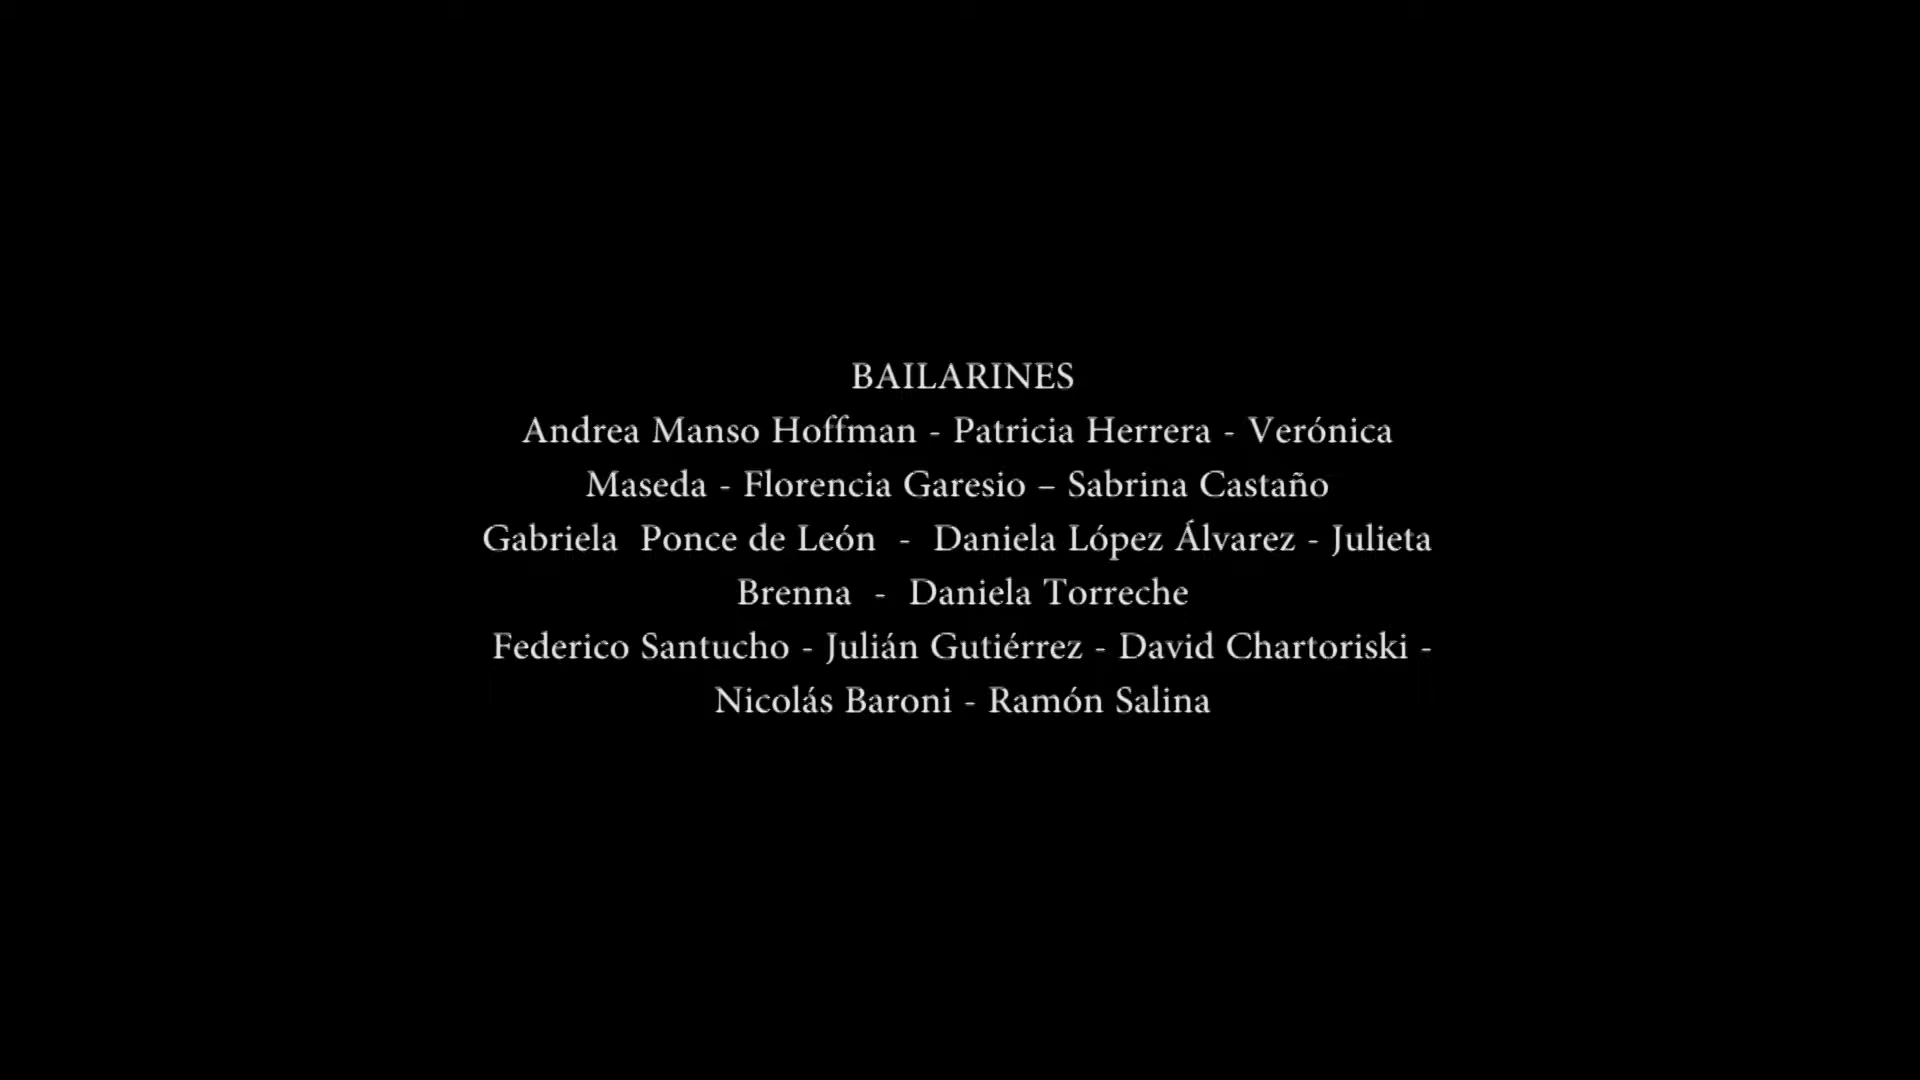 BAILARINES
Andrea Manso Hoffman - Patricia Herrera - Verónica
Maseda - Florencia Garesio – Sabrina Castaño
Gabriela  Ponce de León  -  Daniela López Álvarez - Julieta
Brenna  -  Daniela Torreche
Federico Santucho - Julián Gutiérrez - David Chartoriski -
Nicolás Baroni - Ramón Salina